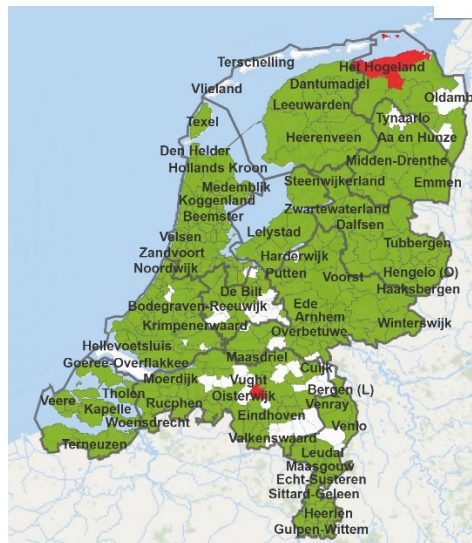 Het Hogeland
Terschelling
Dantumadiel
Vlieland
Leeuwarden
Oldamb
Texel
Tynaarlo
Heerenveen
Aa en Hunze
Den Helder
Hollands Kroon
Midden-Drenthe
Medemblik
Steenwijkerland
Emmen
Koggenland
Zwartewaterland
Beemster
Dalfsen
Velsen
Lelystad
Tubbergen
Zandvoort
Harderwijk
Noordwijk
Putten
Voorst
Hengelo (O)
De Bilt
Haaksbergen
Bodegraven-Reeuwijk
Ede
Arnhem
Winterswijk
Krimpenerwaard
Overbetuwe
Hellevoetsluis
Maasdriel
Goeree-Overflakkee
Cuijk
Moerdijk
Vught
Bergen (L)
Tholen
Oisterwijk
Veere
Rucphen
Venray
Kapelle
Eindhoven
Woensdrecht
Venlo
Terneuzen
Valkenswaard
Leudal
Maasgouw
Echt-Susteren
Sittard-Geleen
Heerlen
Gulpen-Wittem